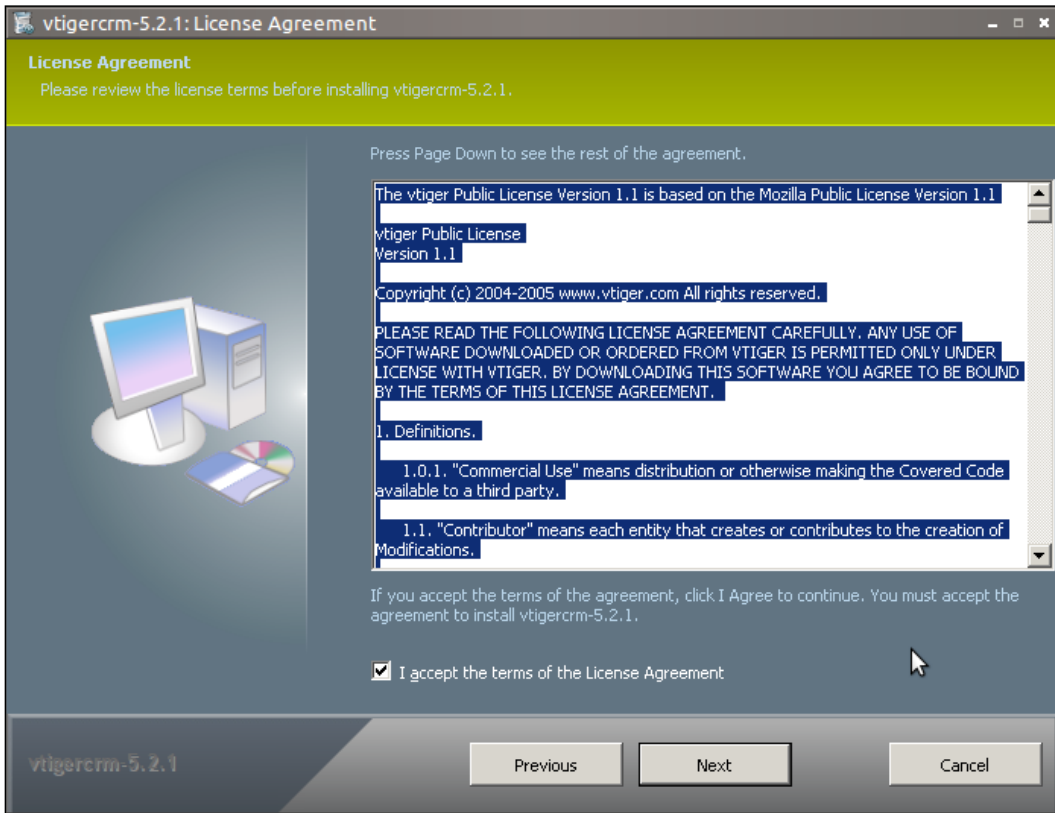 vtigercrm-5.2.1: License Agreement
License Agreement
Please review the license terms before installing vtigercrm-5.2.1.
Press Page Down to see the rest of the agreement.
The vtiger Public License Version 1.1 is based on the Mozilla Public License Version 1.1
vtiger Public License
Version 1.1
Copyright (c) 2004-2005 www.vtiger.com All rights reserved.
PLEASE READ THE FOLLOWING LICENSE AGREEMENT CAREFULLY. ANY USE OF
SOFTWARE DOWNLOADED OR ORDERED FROM VTIGER IS PERMITTED ONLY UNDER
LICENSE WITH VTIGER. BY DOWNLOADING THIS SOFTWARE YOU AGREE TO BE BOUND
BY THE TERMS OF THIS LICENSE AGREEMENT.
1. Definitions.
1.0.1. "Commercial Use" means distribution or otherwise making the Covered Code
available to a third party.
1.1. "Contributor" means each entity that creates or contributes to the creation of
Modifications.
If you accept the terms of the agreement, click I Agree to continue. You must accept the
agreement to install vtigercrm-5.2.1.
I accept the terms of the License Agreement
vtigercrm-5.2.1
Previous
Next
Cancel